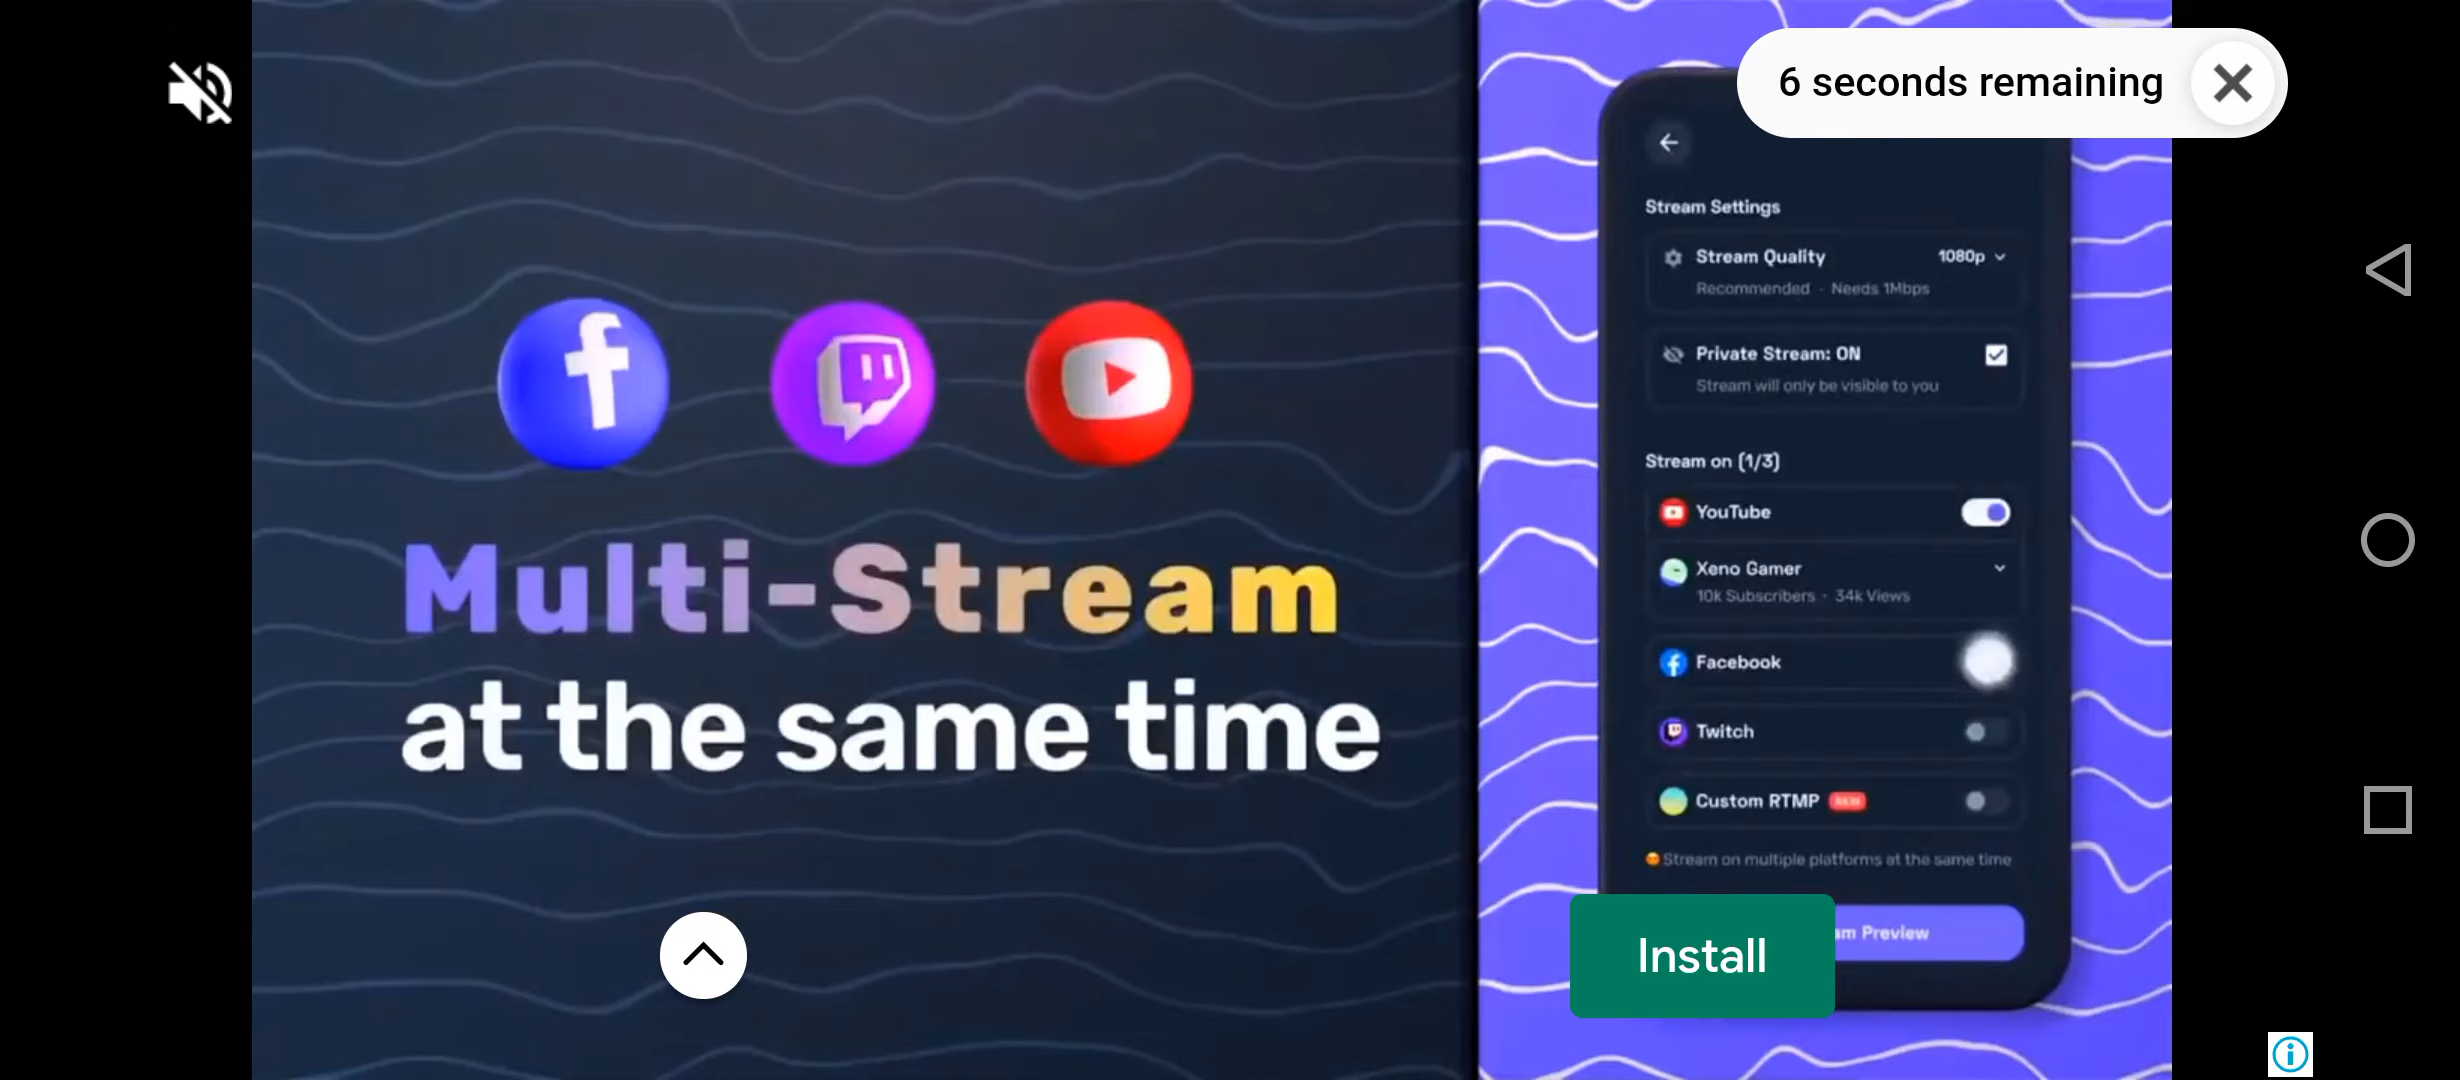 6 seconds remaining
Multi-Stream
at the same time
Stream Settings
Stream Quality 1080p
Recommended · Needs 1Mbps
Private Stream: ON
Stream will only be visible to you
Stream on (1/3)
YouTube
Xeno Gamer
10k Subscribers · 34k Views
Facebook
Twitch
Custom RTMP NEW
Stream on multiple platforms at the same time
Install
Preview